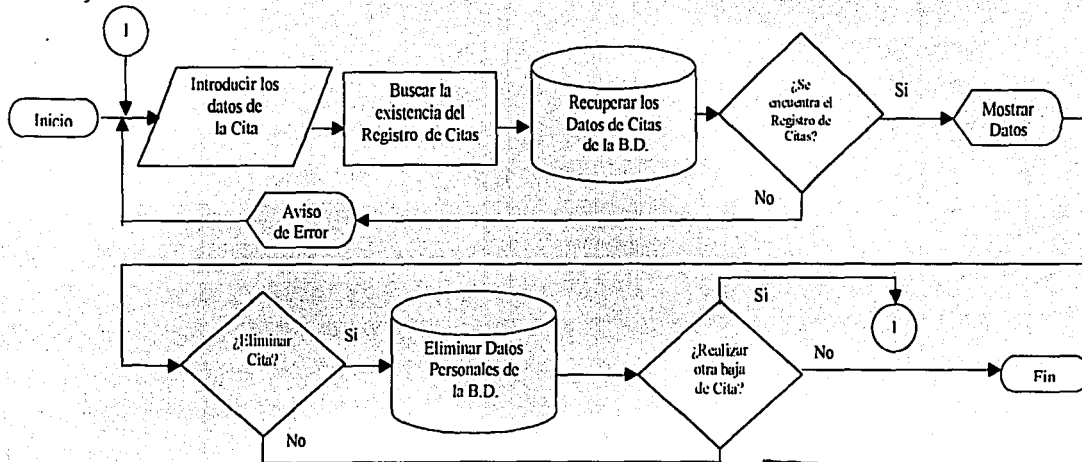 1
Inicio
Introducir los
datos de
la Cita
Buscar la
existencia del
Registro de Citas
Recuperar los
Datos de Citas
de la B.D.
¿Se
encuentra el
Registro de
Citas?
Si
Mostrar
Datos
No
Aviso
de Error
¿Eliminar
Cita?
Si
Eliminar Datos
Personales de
la B.D.
¿Realizar
otra baja
de Cita?
Si
1
No
Fin
No